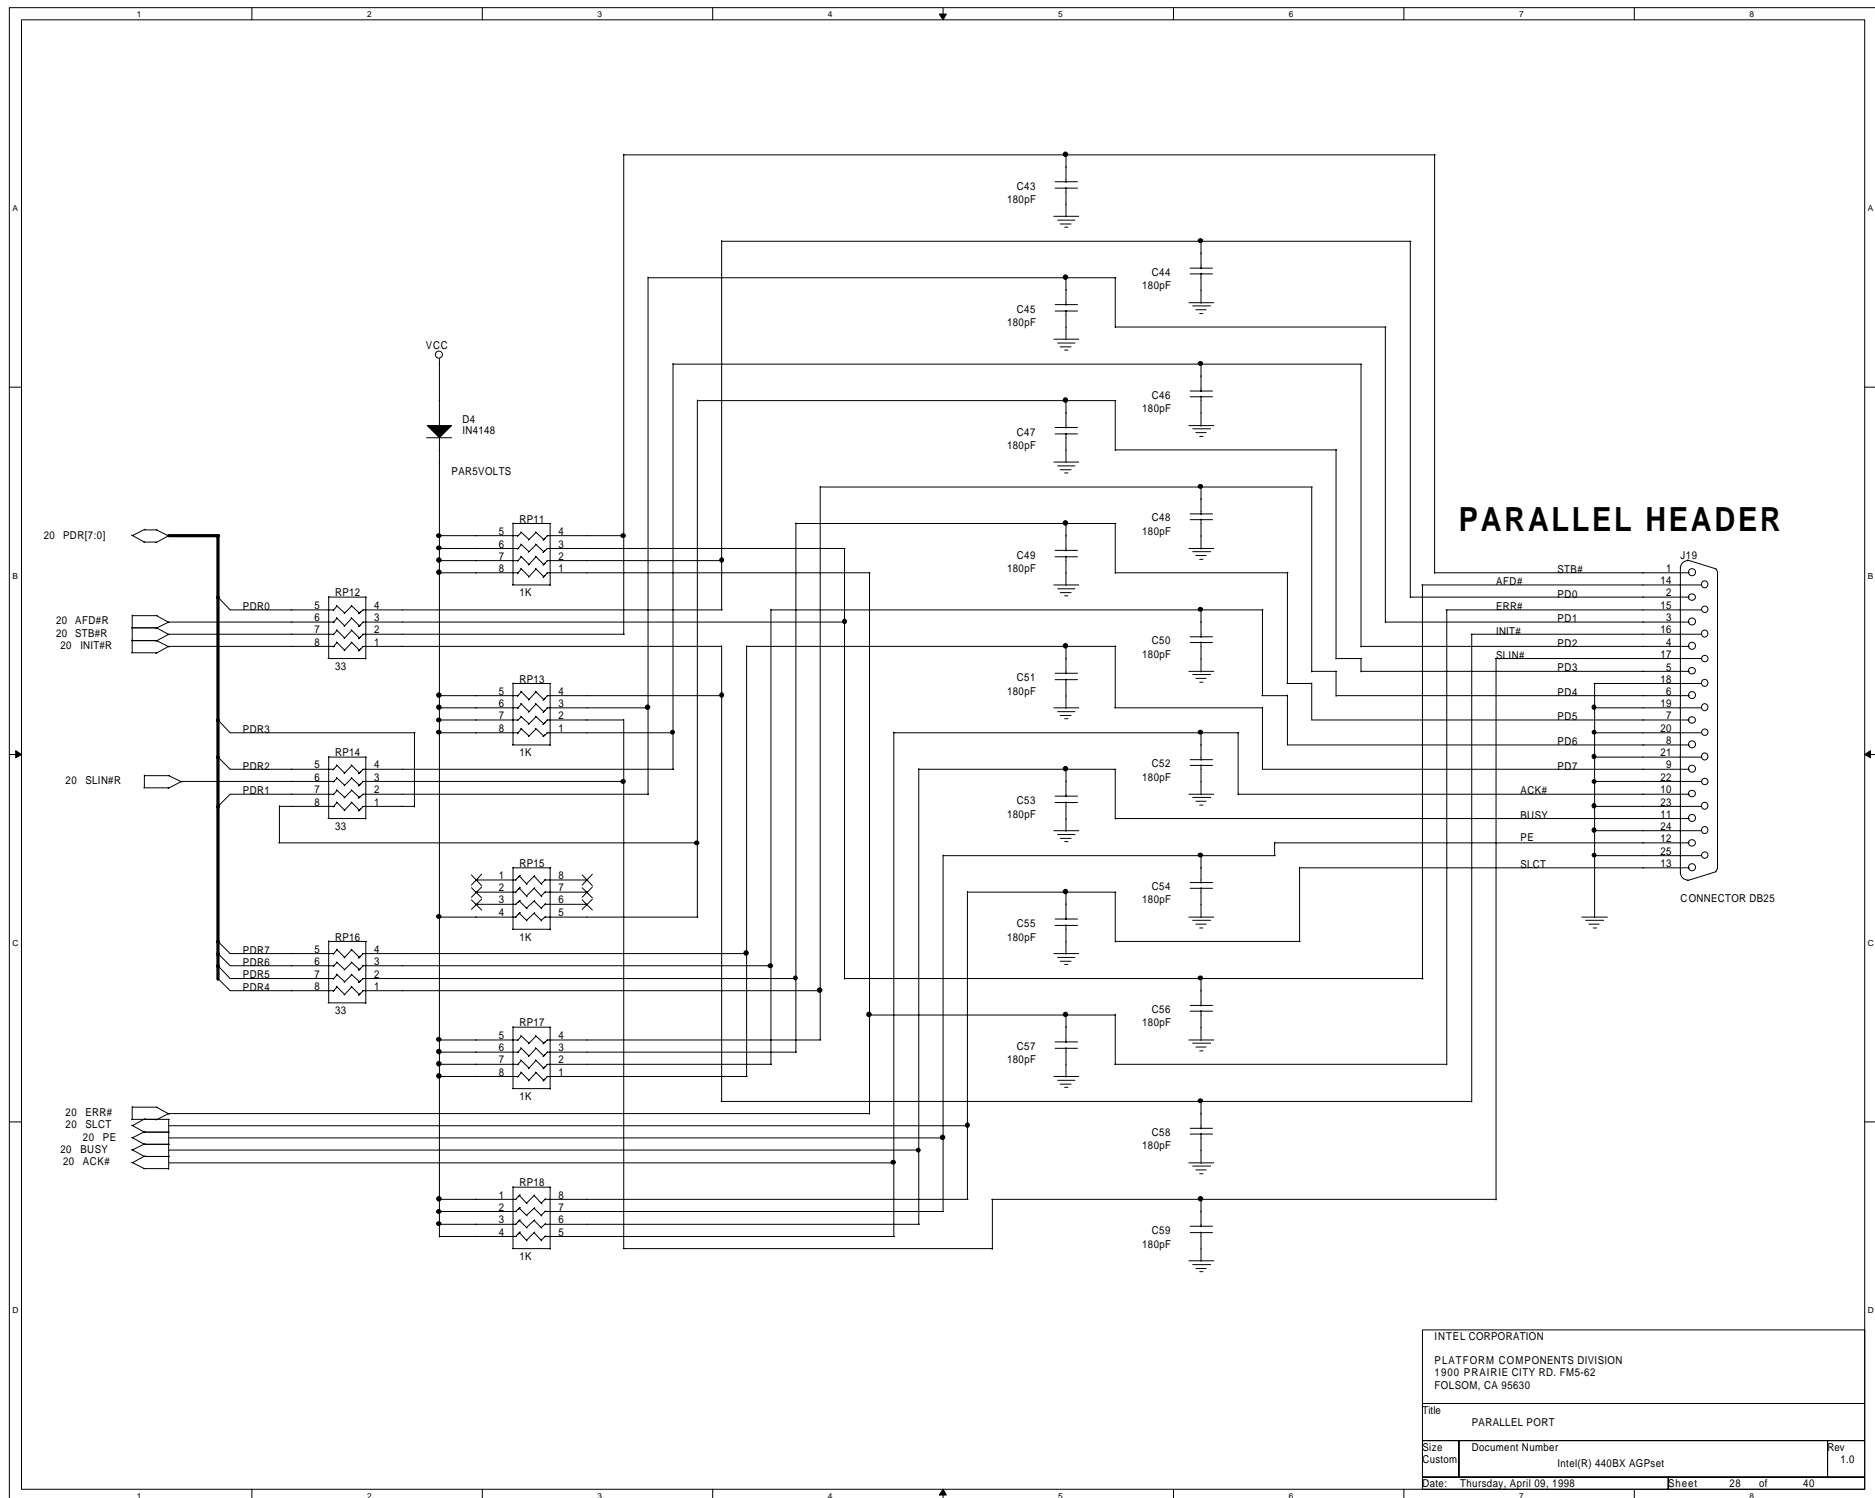 1 2 3 4 5 6 7 8
A A
B B
C C
D D
C43
180pF
C44
180pF
C45
180pF
VCC
C46
180pF
D4
IN4148
C47
180pF
PAR5VOLTS
C48
180pF
PARALLEL HEADER
20 PDR[7:0]
RP11
5 4
6 3
7 2
8 1
1K
C49
180pF
RP12
PDR0 5 4
20 AFD#R 6 3
20 STB#R 7 2
20 INIT#R 8 1
33
C50
180pF
C51
180pF
RP13
5 4
6 3
7 2
8 1
1K
PDR3
RP14
PDR2 5 4
20 SLIN#R 6 3
PDR1 7 2
8 1
33
C52
180pF
C53
180pF
RP15
1 8
2 7
3 6
4 5
1K
C54
180pF
C55
180pF
RP16
PDR7 5 4
PDR6 6 3
PDR5 7 2
PDR4 8 1
33
C56
180pF
RP17
5 4
6 3
7 2
8 1
1K
C57
180pF
20 ERR#
20 SLCT
20 PE
20 BUSY
20 ACK#
C58
180pF
RP18
1 8
2 7
3 6
4 5
1K
C59
180pF
J19
STB# 1
AFD# 14
PD0 2
ERR# 15
PD1 3
INIT# 16
PD2 4
SLIN# 17
PD3 5
18
PD4 6
19
PD5 7
20
PD6 8
21
PD7 9
22
ACK# 10
23
BUSY 11
24
PE 12
25
SLCT 13
CONNECTOR DB25
INTEL CORPORATION
PLATFORM COMPONENTS DIVISION
1900 PRAIRIE CITY RD. FM5-62
FOLSOM, CA 95630
Title
PARALLEL PORT
Size Document Number Rev
Custom Intel(R) 440BX AGPset 1.0
Date: Thursday, April 09, 1998 Sheet 28 of 40
1 2 3 4 5 6 7 8